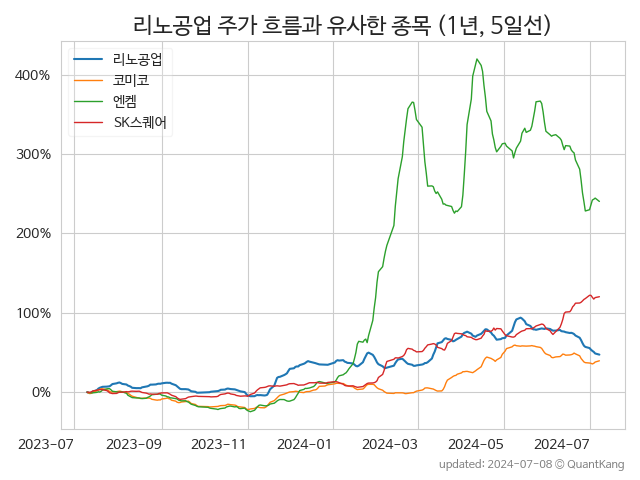 리노공업 주가 흐름과 유사한 종목 (1년, 5일선)
리노공업
코미코
엔켐
SK스퀘어
400%
300%
200%
100%
0%
2023-07 2023-09 2023-11 2024-01 2024-03 2024-05 2024-07
updated: 2024-07-08 © QuantKang